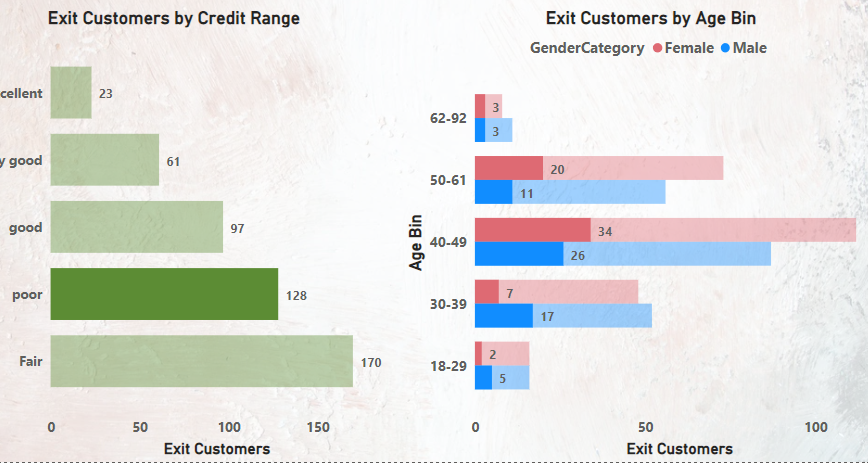 Exit Customers by Credit Range
cellent 23
y good 61
good 97
poor 128
Fair 170
0 50 100 150
Exit Customers
Exit Customers by Age Bin
GenderCategory Female Male
Age Bin
62-92 3
3
50-61 20
11
40-49 34
26
30-39 7
17
18-29 2
5
0 50 100
Exit Customers